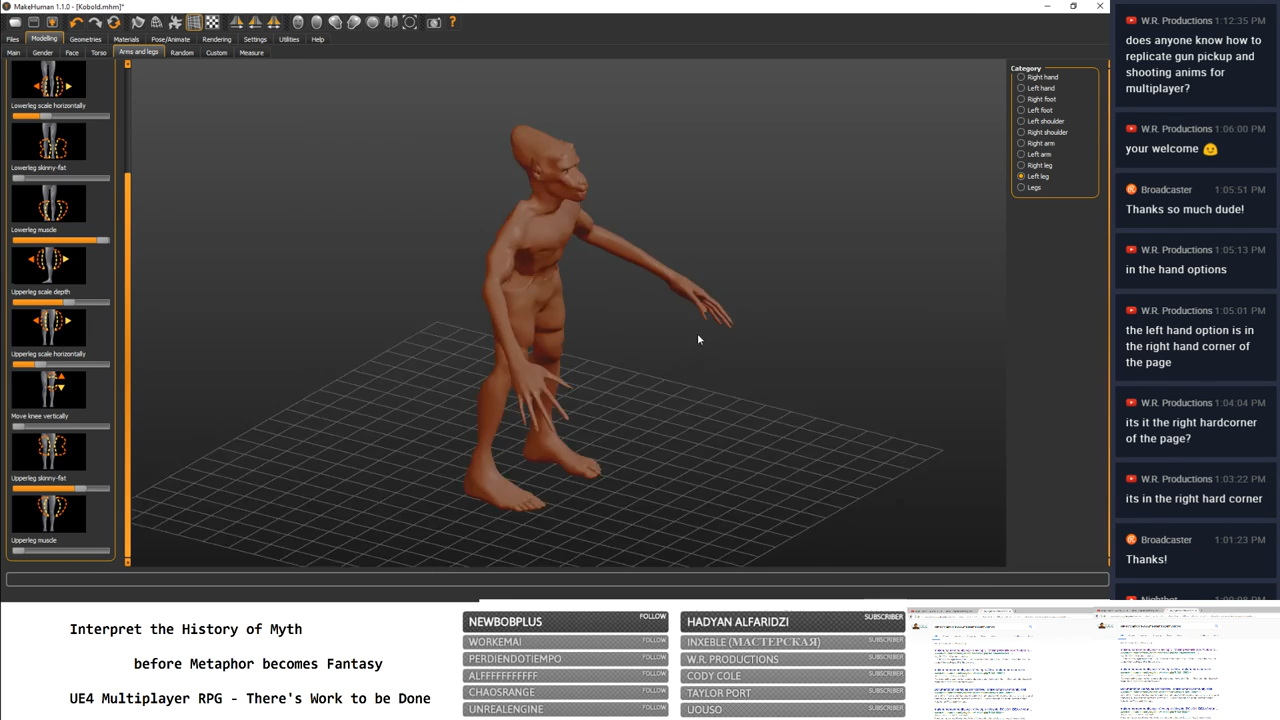 MakeHuman 1.1.0 - [Kobold.mhm]*
Files
Modelling
Geometries
Materials
Pose/Animate
Rendering
Settings
Utilities
Help
Main
Gender
Face
Torso
Arms and legs
Random
Custom
Measure
Lowerleg scale horizontally
Lowerleg skinny-fat
Lowerleg muscle
Upperleg scale depth
Upperleg scale horizontally
Move knee vertically
Upperleg skinny-fat
Upperleg muscle
Category
Right hand
Left hand
Right foot
Left foot
Left shoulder
Right shoulder
Right arm
Left arm
Right leg
Left leg
Legs
W.R. Productions 1:12:35 PM
does anyone know how to
replicate gun pickup and
shooting anims for
multiplayer?
W.R. Productions 1:06:00 PM
your welcome 🙂
Broadcaster 1:05:51 PM
Thanks so much dude!
W.R. Productions 1:05:13 PM
in the hand options
W.R. Productions 1:05:01 PM
the left hand option is in
the right hand corner of
the page
W.R. Productions 1:04:04 PM
its it the right hardcorner
of the page?
W.R. Productions 1:03:22 PM
its in the right hard corner
Broadcaster 1:01:23 PM
Thanks!
Interpret the History of Hyih
before Metaphor Divines Fantasy
UE4 Multiplayer RPG - There's Work to be Done
NEWBOBPLUS FOLLOW
WORKEMAI FOLLOW
PERDIENDOTIEMPO FOLLOW
ALFFFFFFFFFF FOLLOW
CHAOSRANGE FOLLOW
UNREALENGINE FOLLOW
HADYAN ALFARIDZI SUBSCRIBER
INXEBLE (МАСТЕРСКАЯ) SUBSCRIBER
W.R. PRODUCTIONS SUBSCRIBER
CODY COLE SUBSCRIBER
TAYLOR PORT SUBSCRIBER
UOUSO SUBSCRIBER